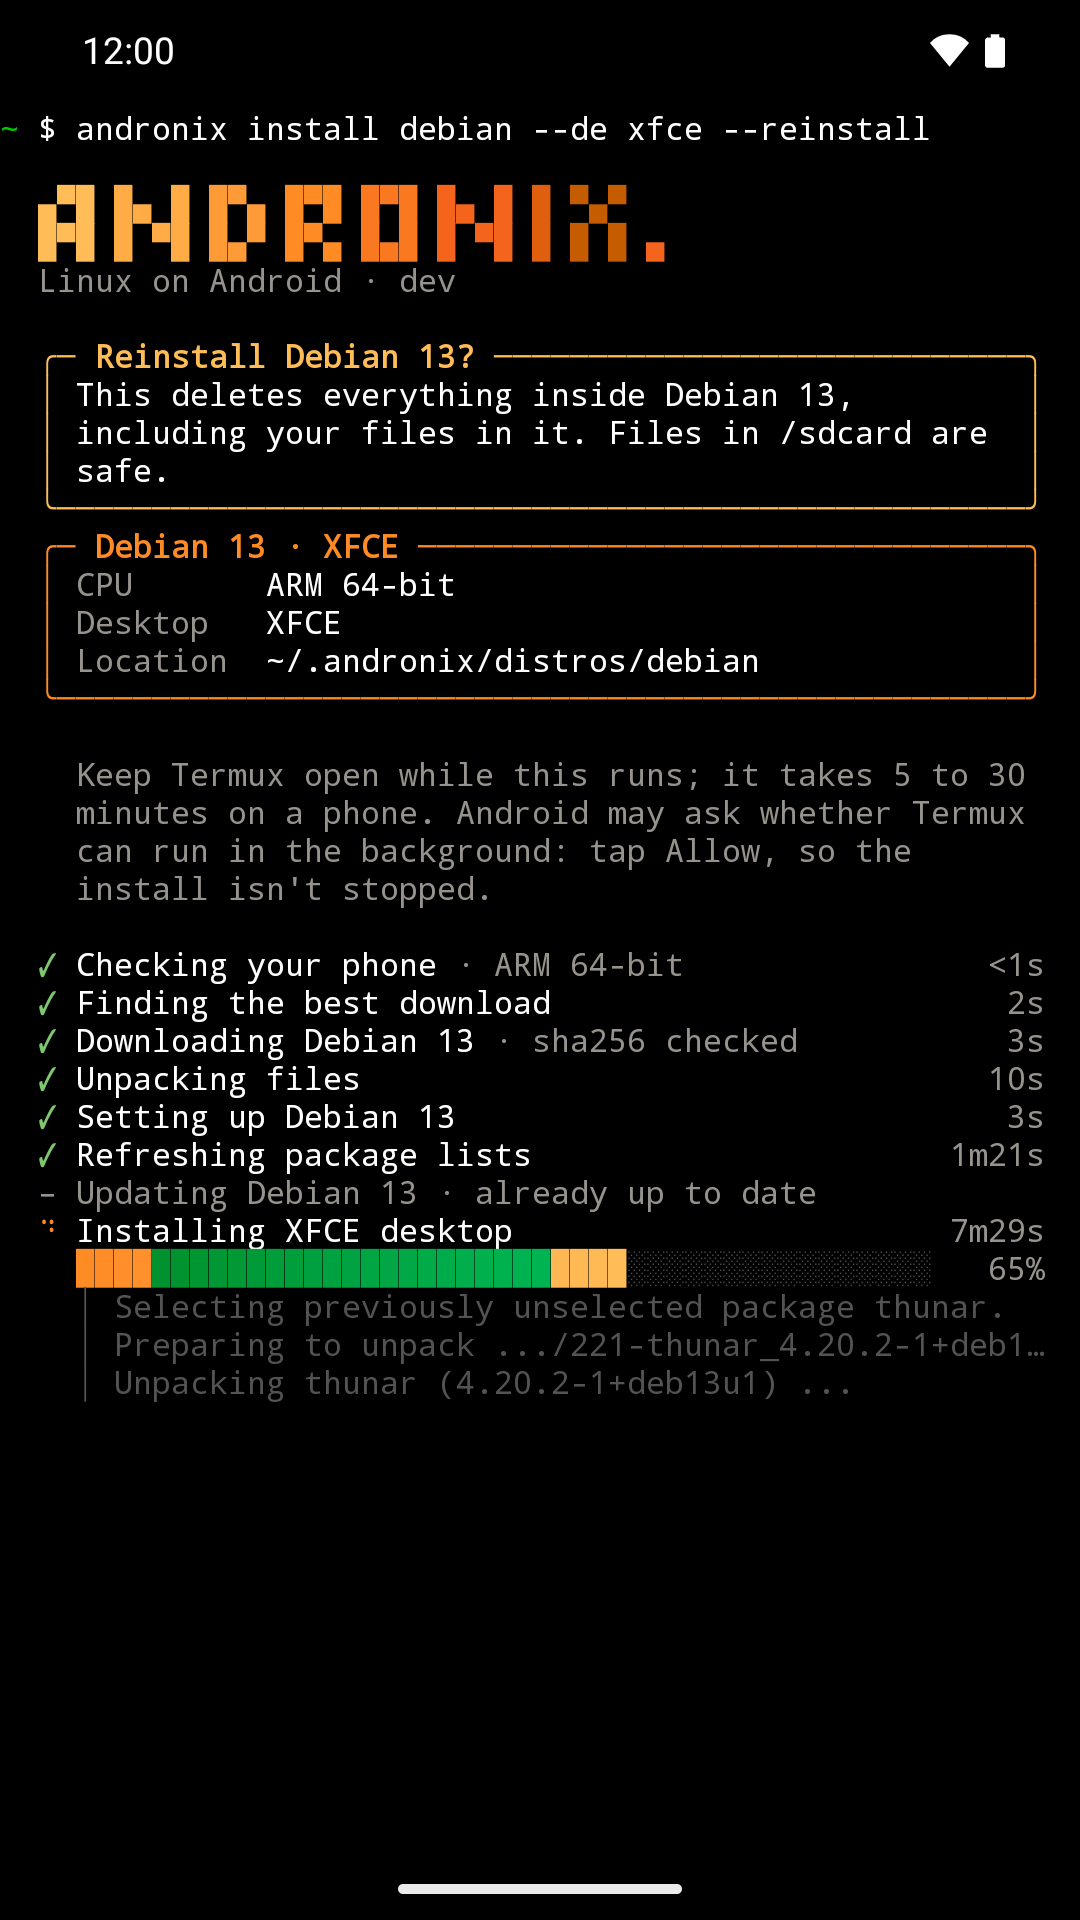 12:00
~ $ andronix install debian --de xfce --reinstall
ANDRONIX.
Linux on Android · dev
Reinstall Debian 13?
This deletes everything inside Debian 13,
including your files in it. Files in /sdcard are
safe.
Debian 13 · XFCE
CPU ARM 64-bit
Desktop XFCE
Location ~/.andronix/distros/debian
Keep Termux open while this runs; it takes 5 to 30
minutes on a phone. Android may ask whether Termux
can run in the background: tap Allow, so the
install isn't stopped.
✓ Checking your phone · ARM 64-bit <1s
✓ Finding the best download 2s
✓ Downloading Debian 13 · sha256 checked 3s
✓ Unpacking files 10s
✓ Setting up Debian 13 3s
✓ Refreshing package lists 1m21s
– Updating Debian 13 · already up to date
Installing XFCE desktop 7m29s
65%
Selecting previously unselected package thunar.
Preparing to unpack .../221-thunar_4.20.2-1+deb1…
Unpacking thunar (4.20.2-1+deb13u1) ...